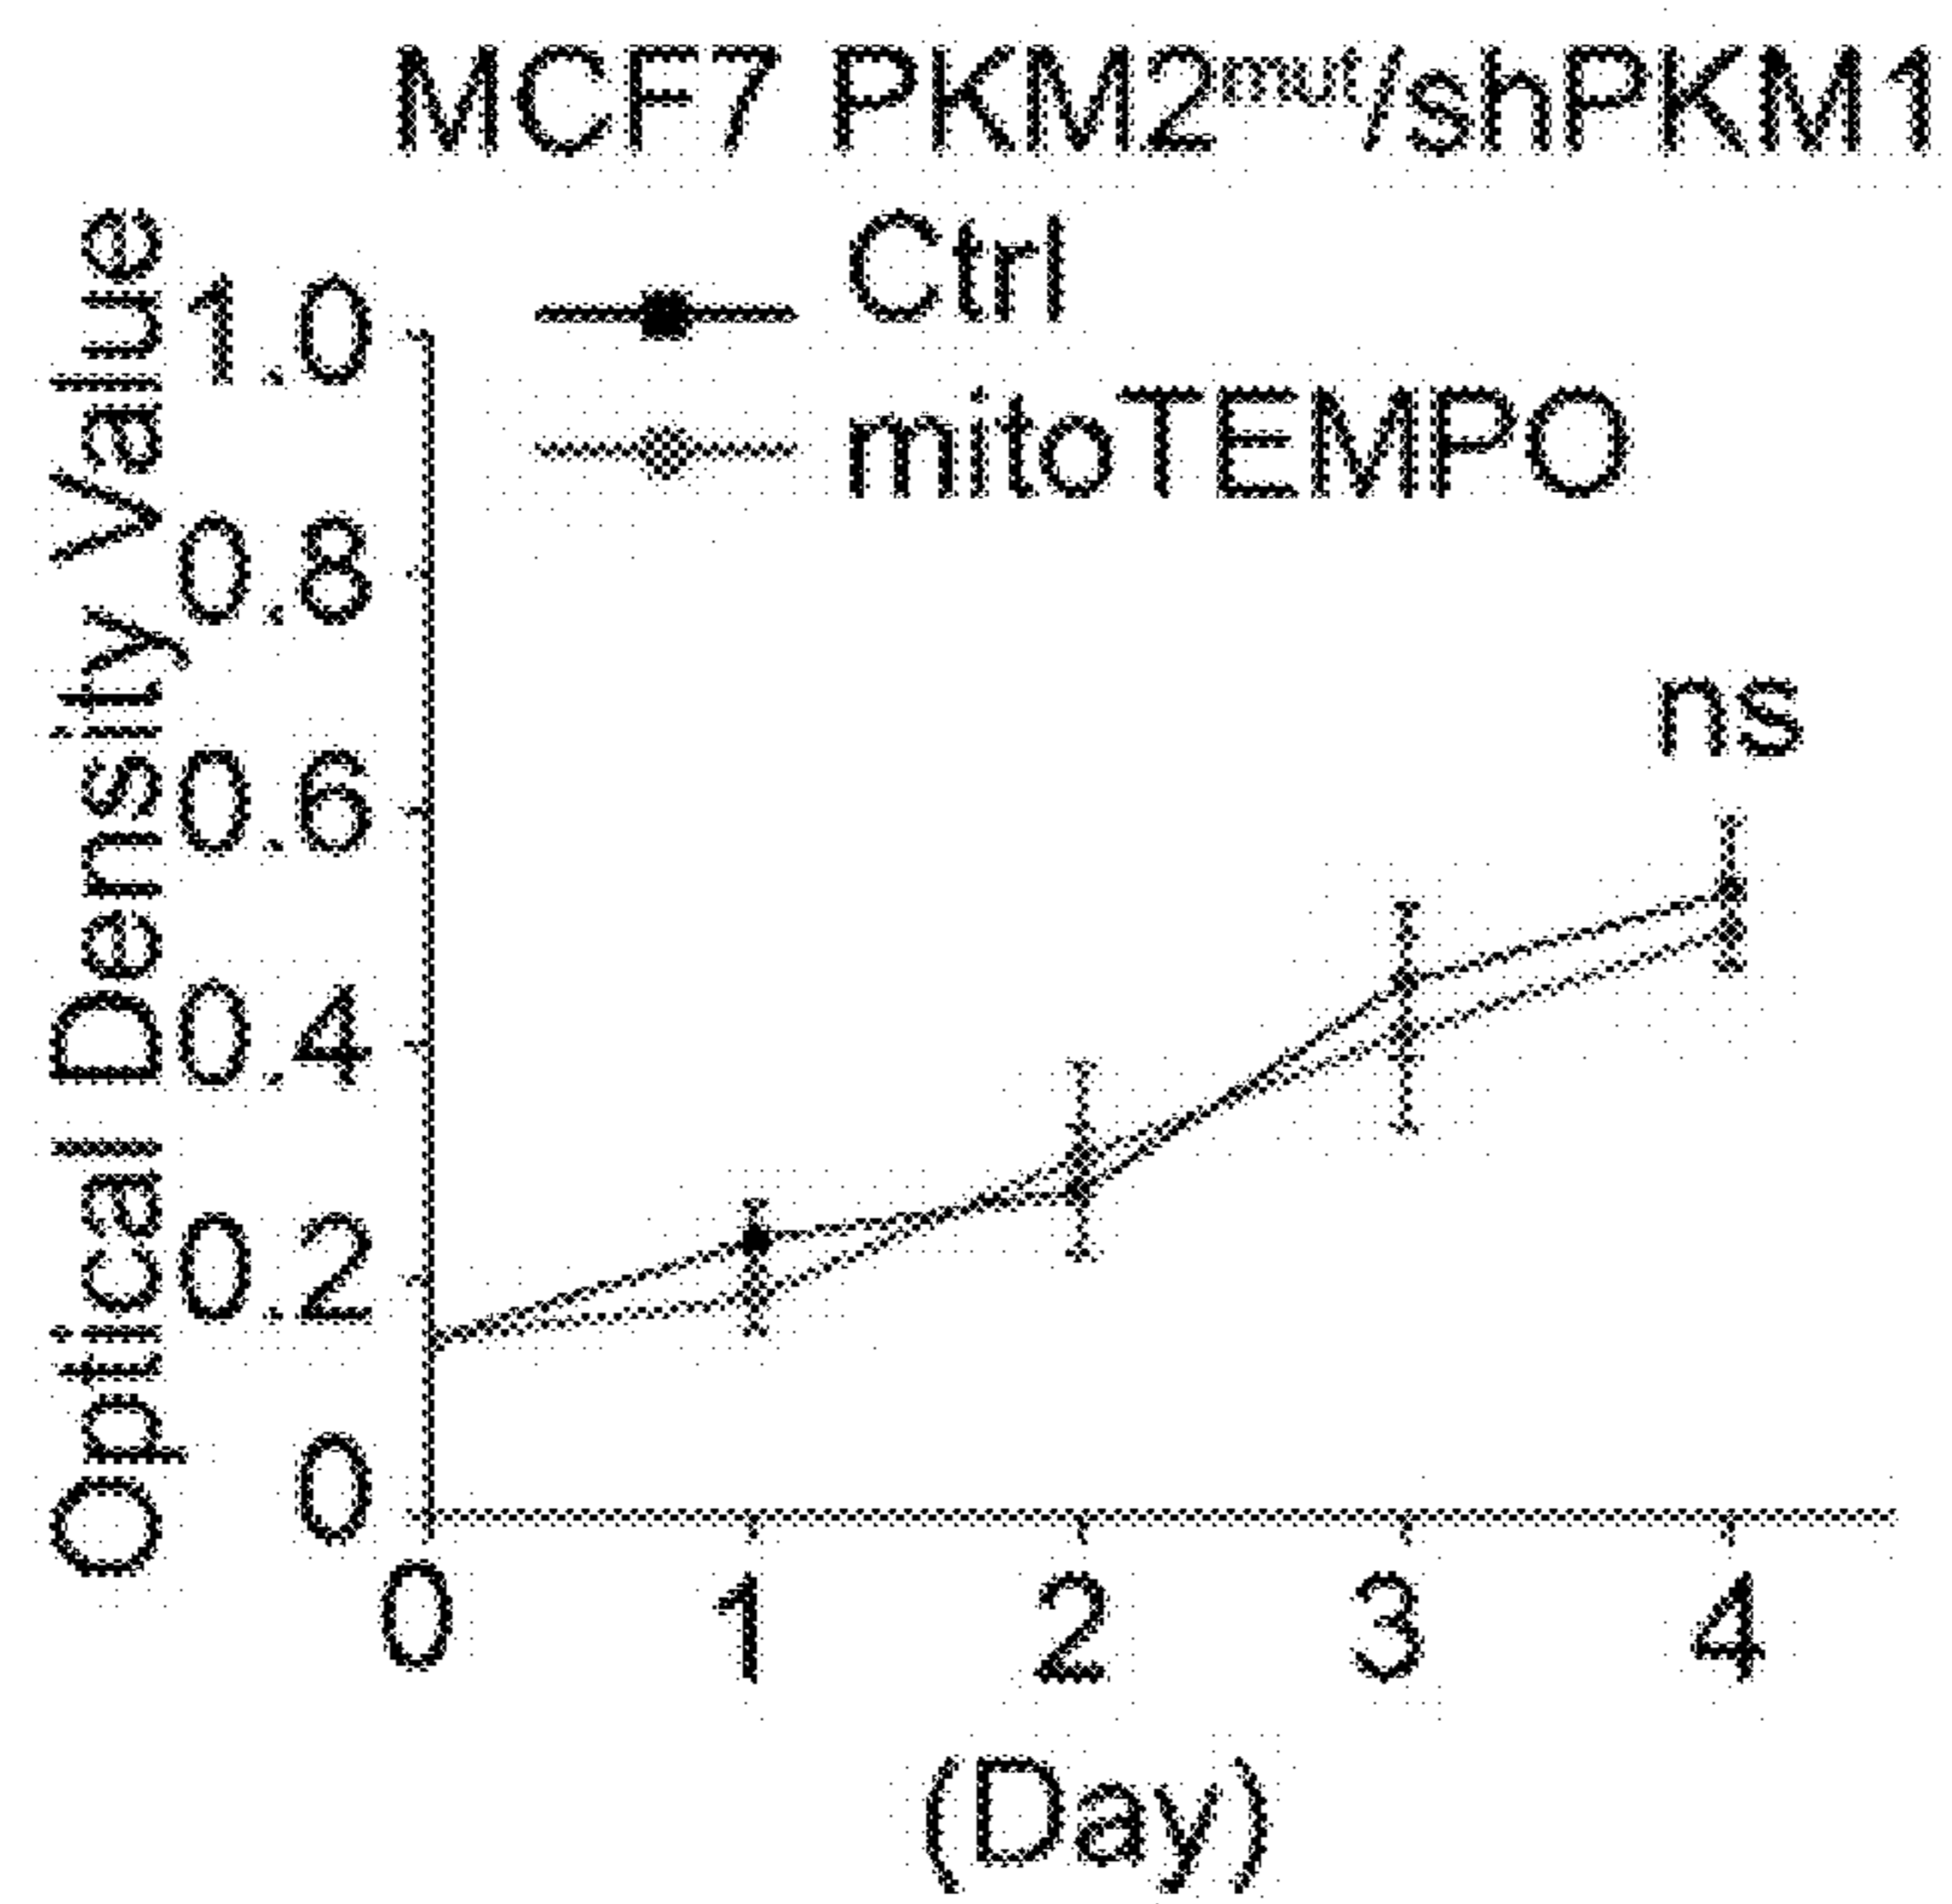 MCF7 PKM2mut/shPKM1
Ctrl
mitoTEMPO
Optical Density Value
1.0
0.8
0.6
0.4
0.2
0
ns
0 1 2 3 4
(Day)